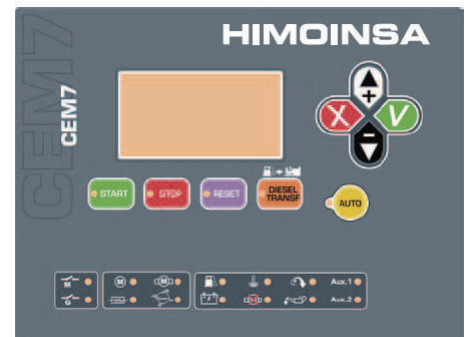 HIMOINSA
CEM7
CEM7
+
X
V
−
START
STOP
RESET
DIESEL
TRANSF
AUTO
M
M
M
Aux.1
G
Aux.2